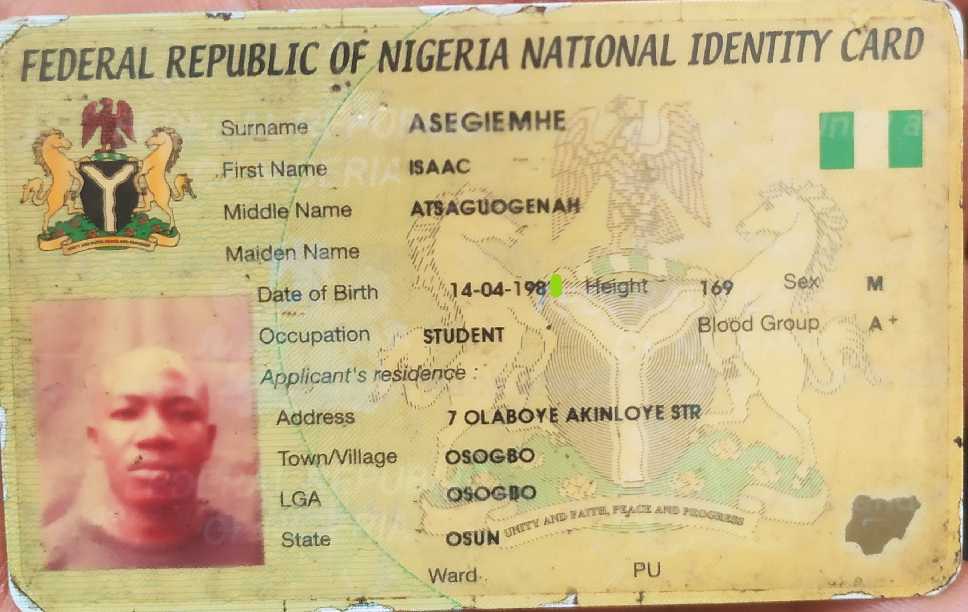 FEDERAL REPUBLIC OF NIGERIA NATIONAL IDENTITY CARD
Surname ASEGIEMHE
First Name ISAAC
Middle Name ATSAGUOGENAH
Maiden Name
Date of Birth 14-04-198 Height 169 Sex M
Occupation STUDENT Blood Group A+
Applicant's residence :
Address 7 OLABOYE AKINLOYE STR
Town/Village OSOGBO
LGA OSOGBO
State OSUN
UNITY AND FAITH, PEACE AND PROGRESS
Ward PU